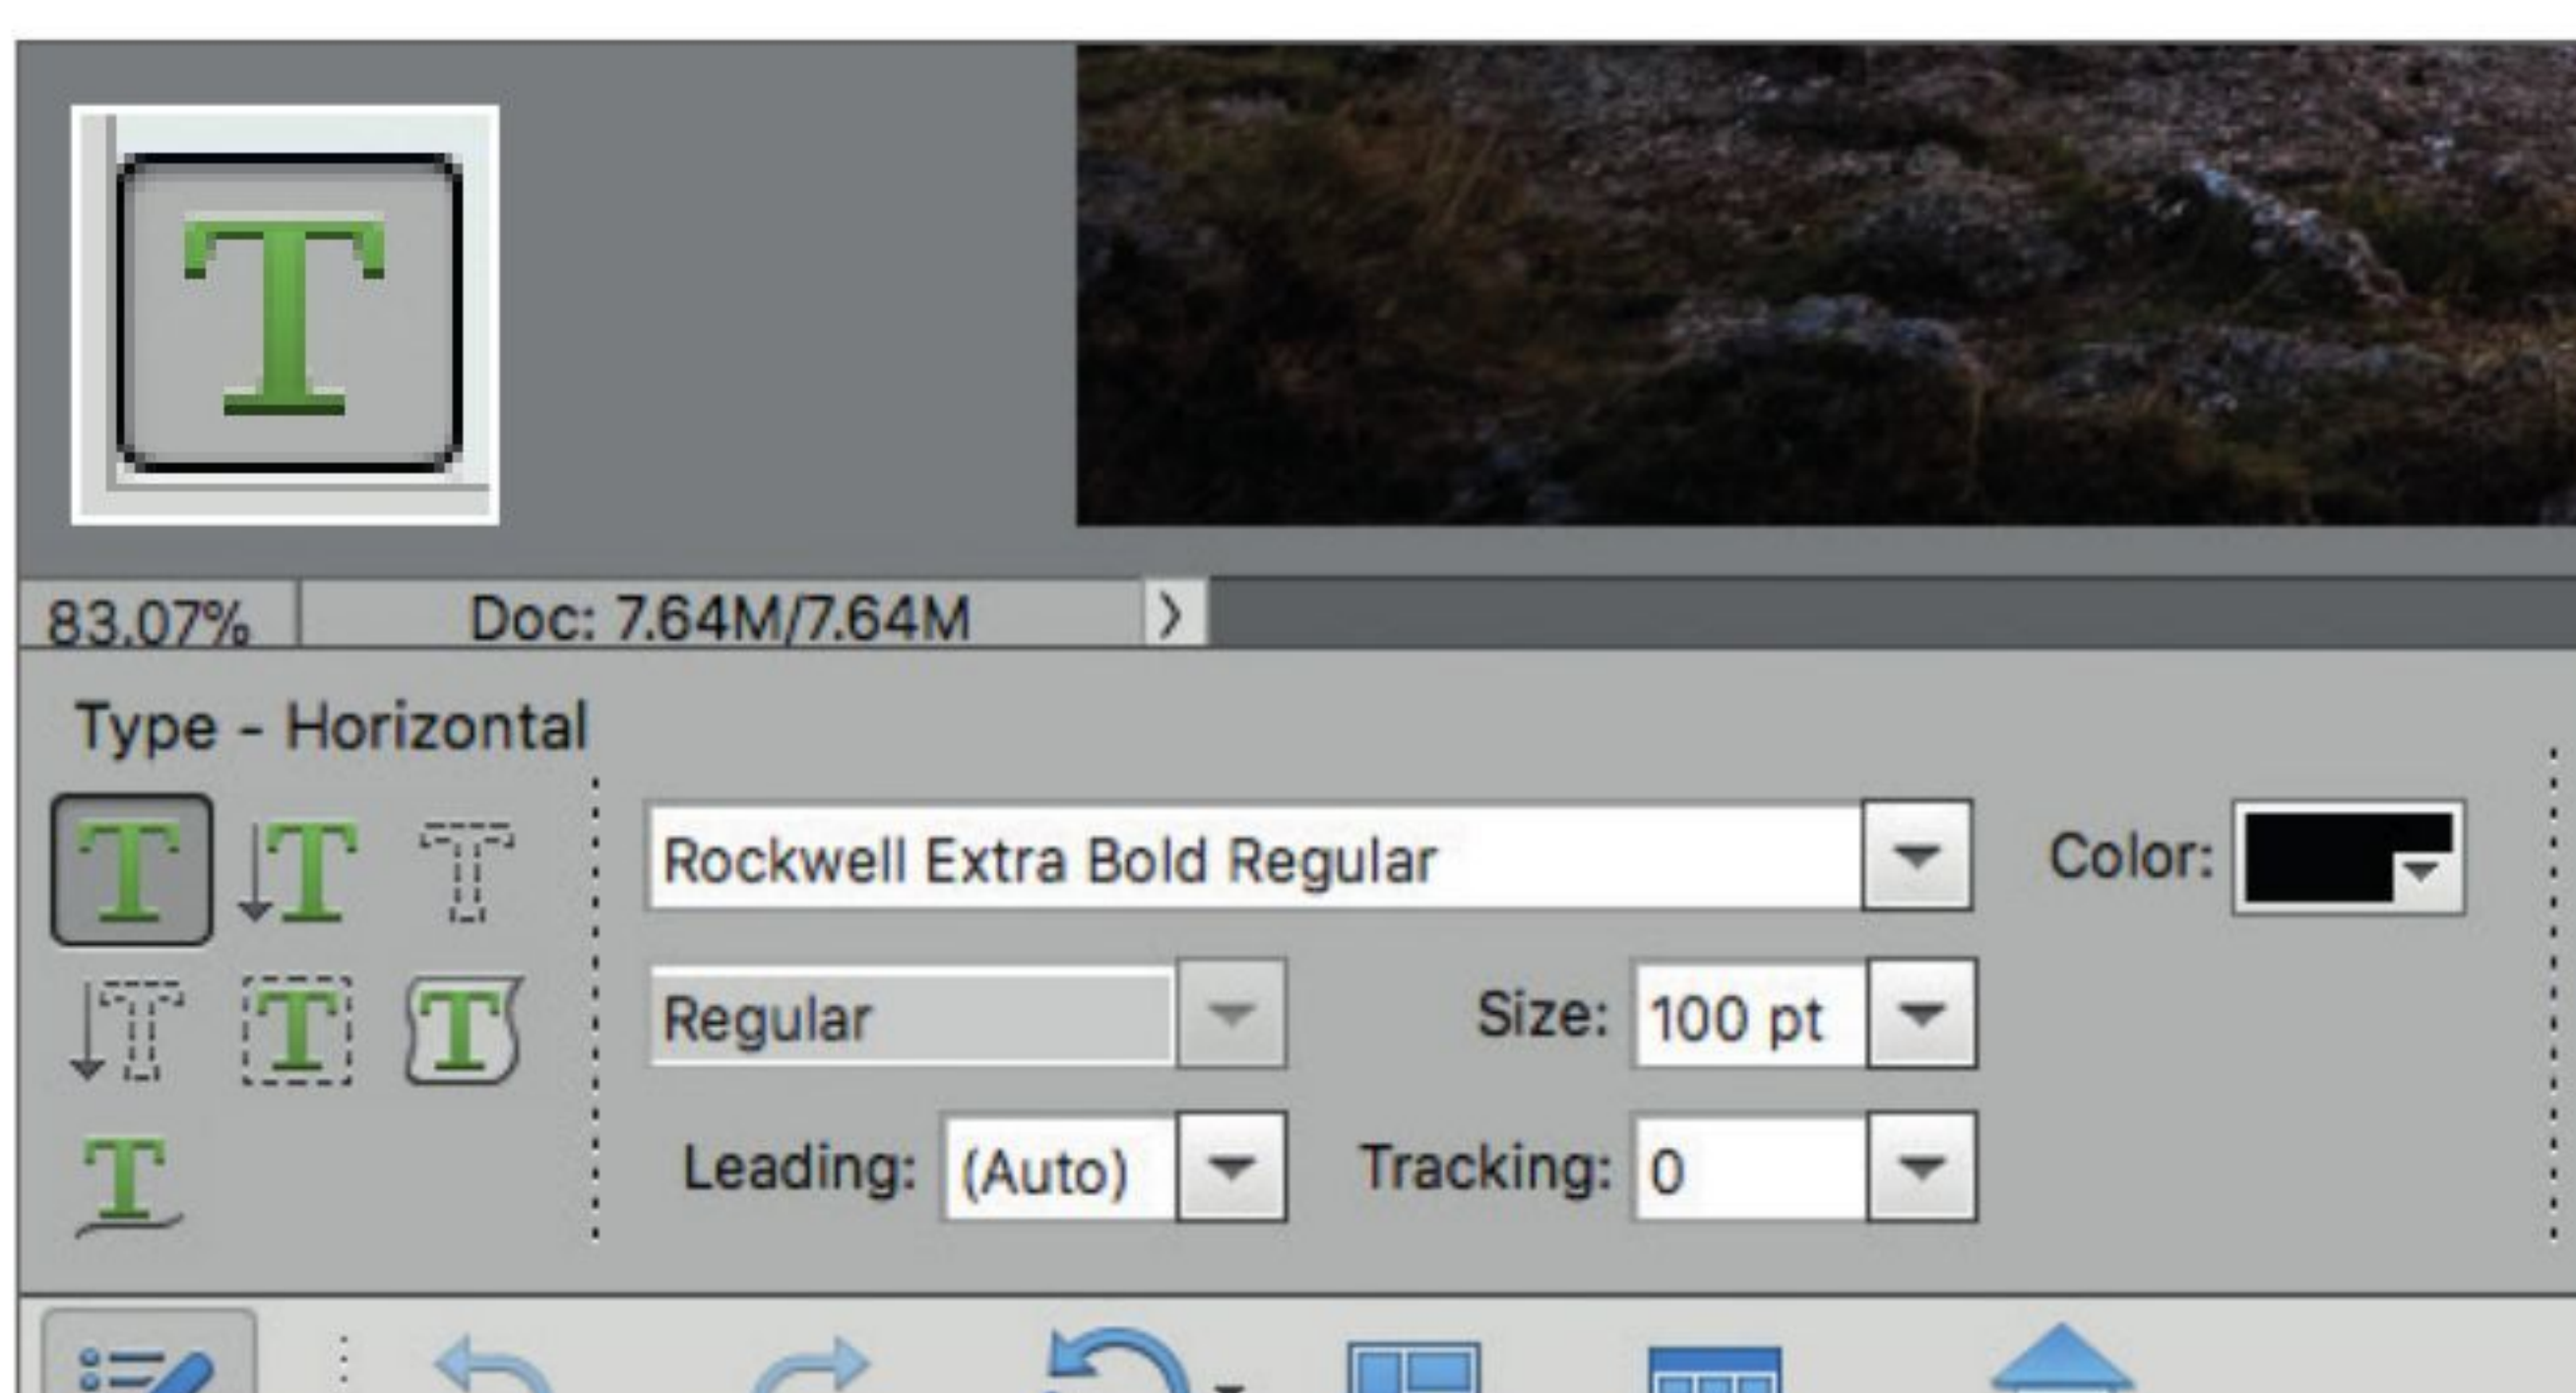 83.07% Doc: 7.64M/7.64M
Type - Horizontal
Rockwell Extra Bold Regular Color:
Regular Size: 100 pt
Leading: (Auto) Tracking: 0